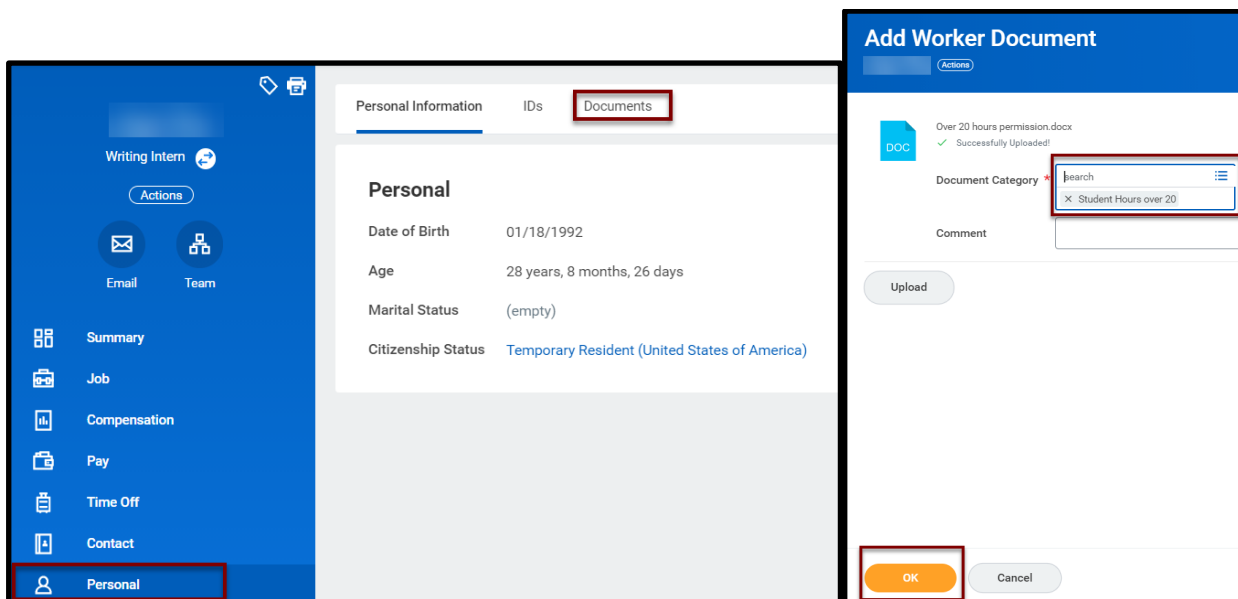 Writing Intern
Actions
Email Team
Summary
Job
Compensation
Pay
Time Off
Contact
Personal
Personal Information IDs Documents
Personal
Date of Birth 01/18/1992
Age 28 years, 8 months, 26 days
Marital Status (empty)
Citizenship Status Temporary Resident (United States of America)
Add Worker Document
Actions
DOC
Over 20 hours permission.docx
Successfully Uploaded!
Document Category * search
× Student Hours over 20
Comment
Upload
OK Cancel